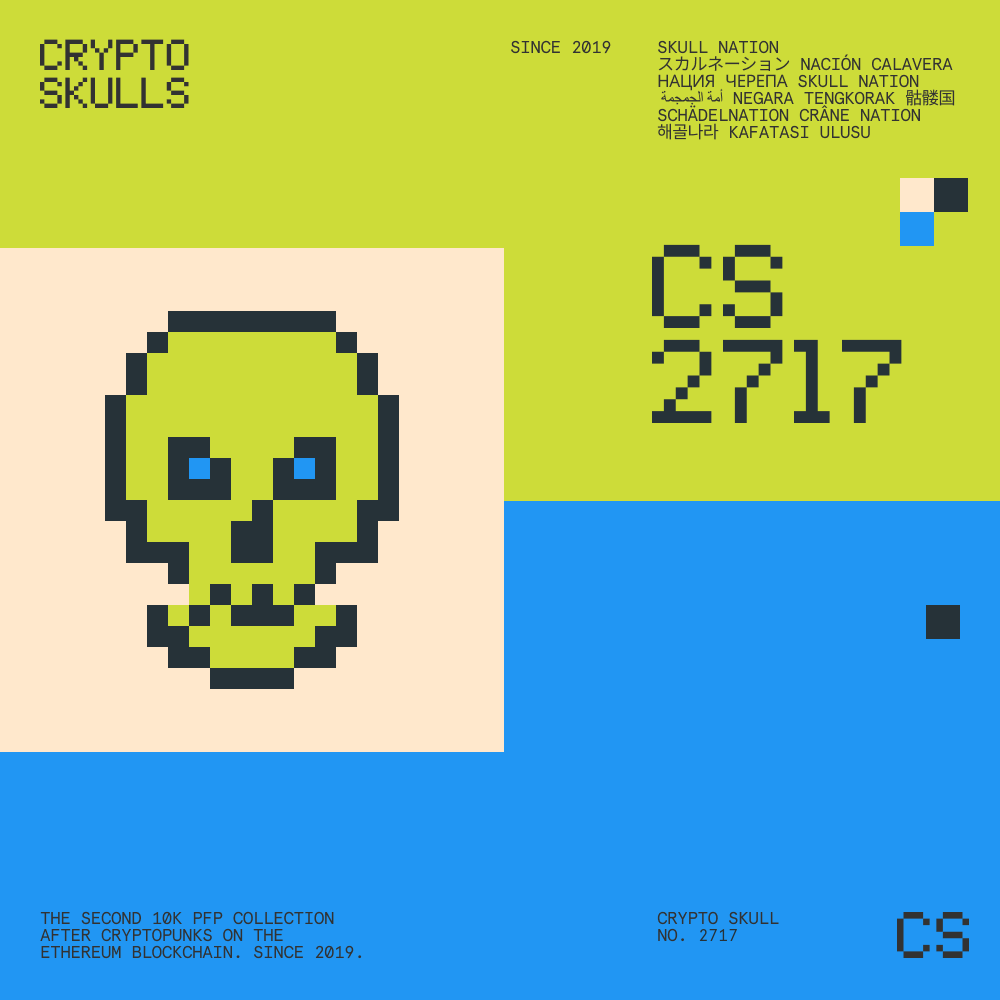 CRYPTO
SKULLS
SINCE 2019
SKULL NATION
スカルネーション NACIÓN CALAVERA
НАЦИЯ ЧЕРЕПА SKULL NATION
أمة الجمجمة NEGARA TENGKORAK 骷髅国
SCHÄDELNATION CRÂNE NATION
해골나라 KAFATASI ULUSU
CS
2717
THE SECOND 10K PFP COLLECTION
AFTER CRYPTOPUNKS ON THE
ETHEREUM BLOCKCHAIN. SINCE 2019.
CRYPTO SKULL
NO. 2717
CS